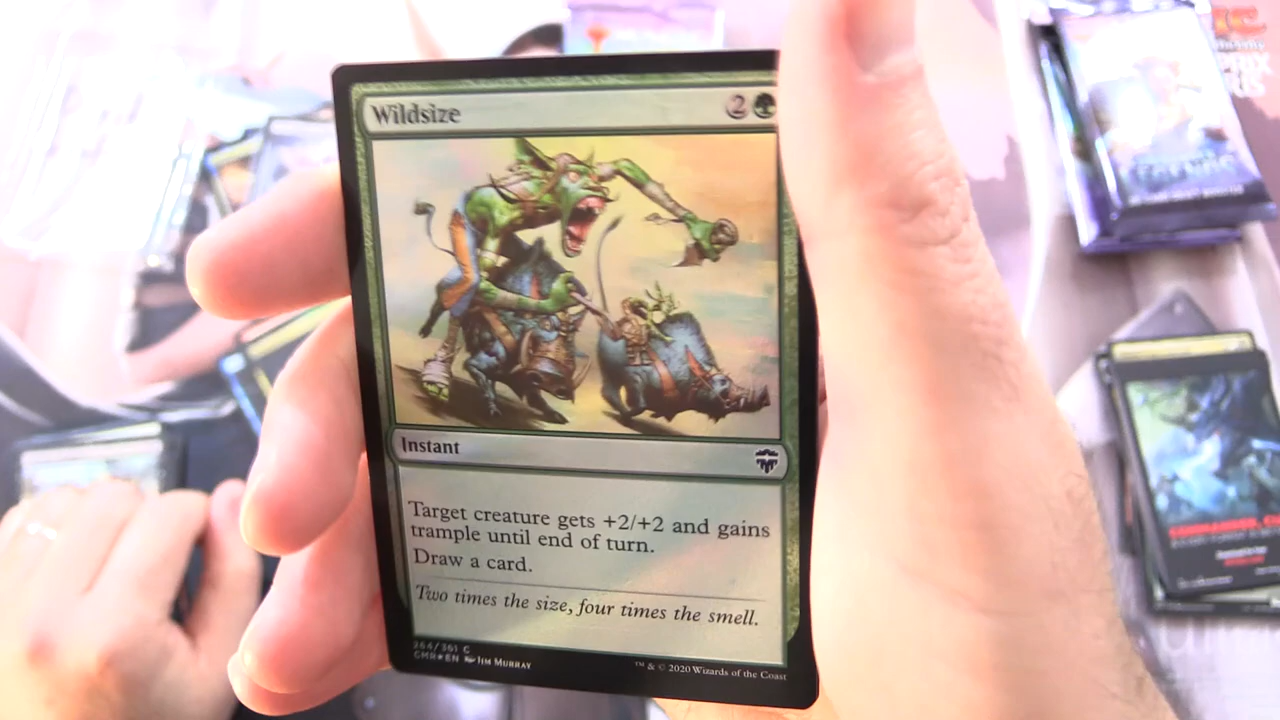 Wildsize
2
Instant
Target creature gets +2/+2 and gains
trample until end of turn.
Draw a card.
Two times the size, four times the smell.
264/361 C
CMR★EN Jim Murray
™ & © 2020 Wizards of the Coast